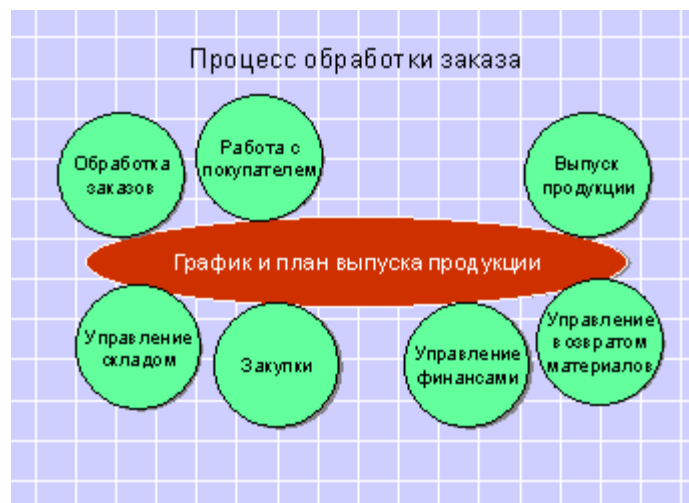 Процесс обработки заказа
Обработка
заказов
Работа с
покупателем
Выпуск
продукции
График и план выпуска продукции
Управление
складом
Закупки
Управление
финансами
Управление
возвратом
материалов